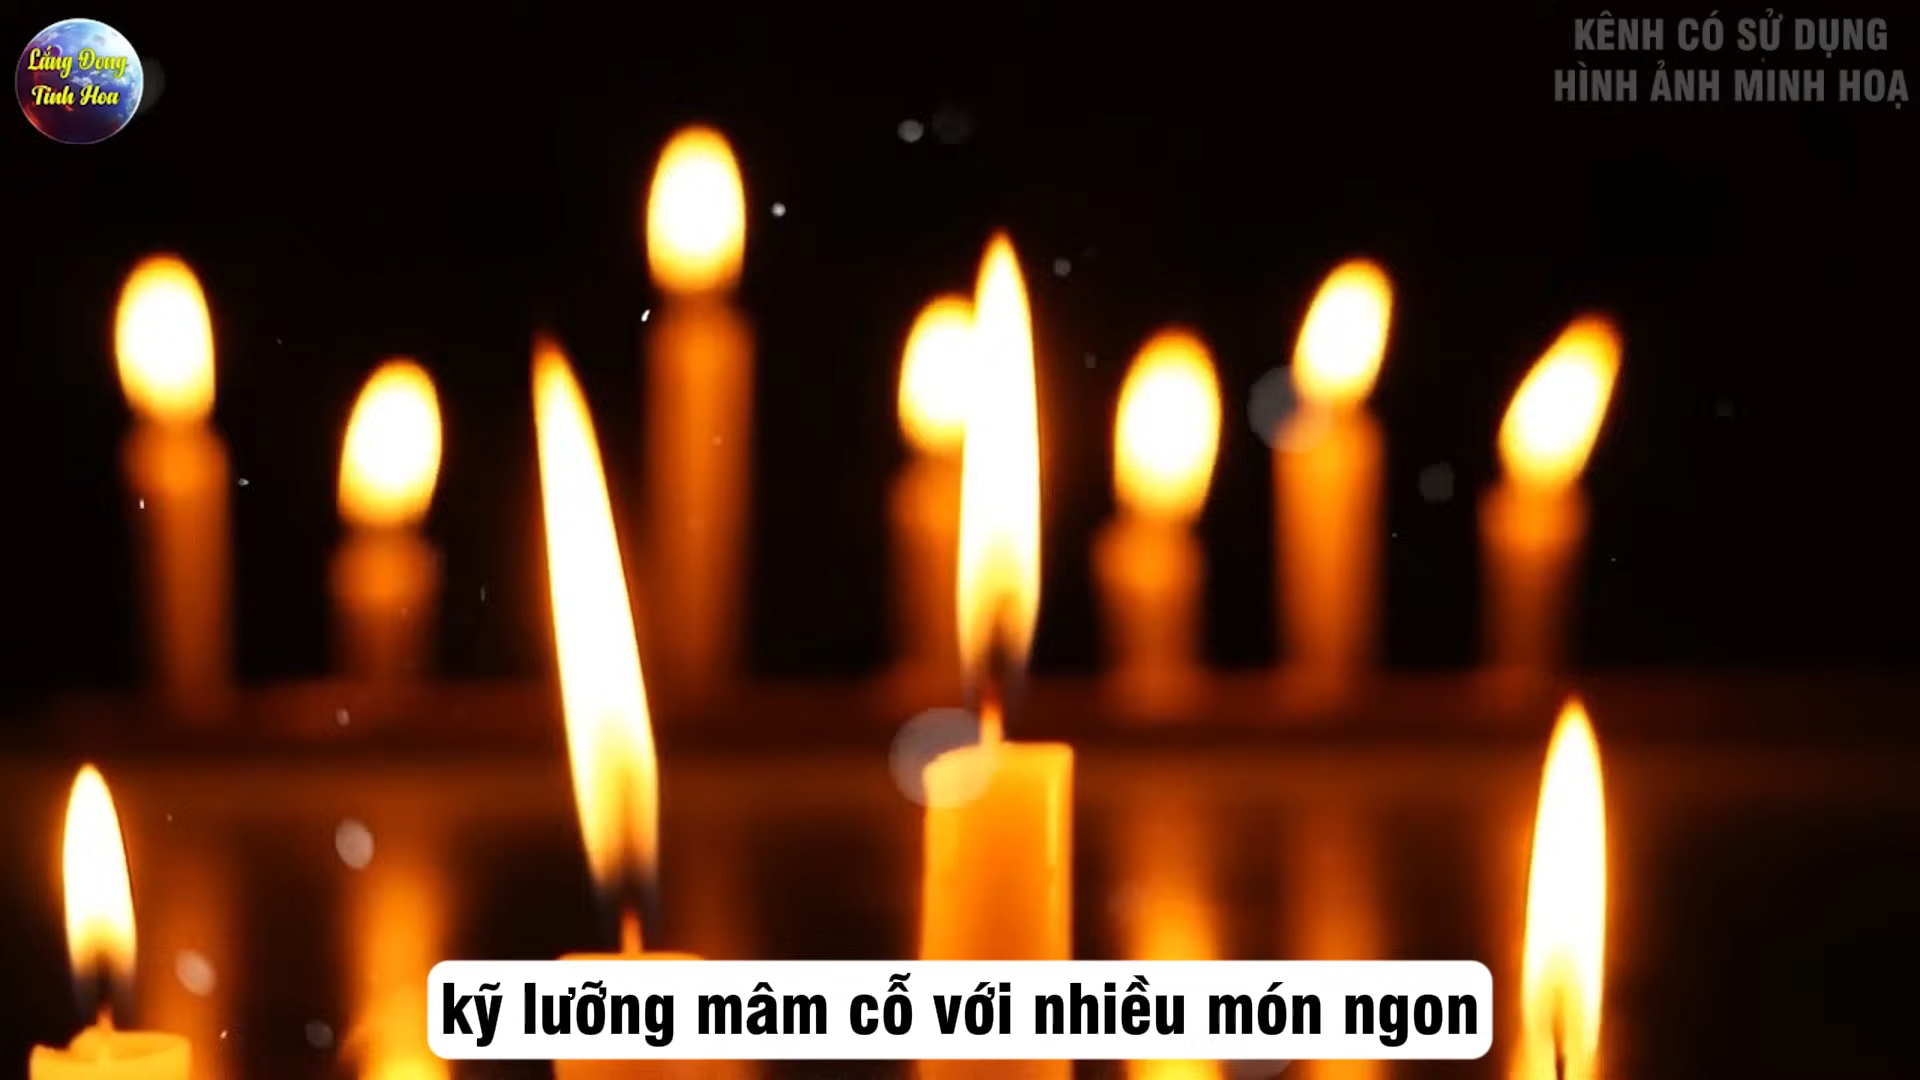 Lắng Đọng
Tinh Hoa
KÊNH CÓ SỬ DỤNG
HÌNH ẢNH MINH HOẠ
kỹ lưỡng mâm cỗ với nhiều món ngon